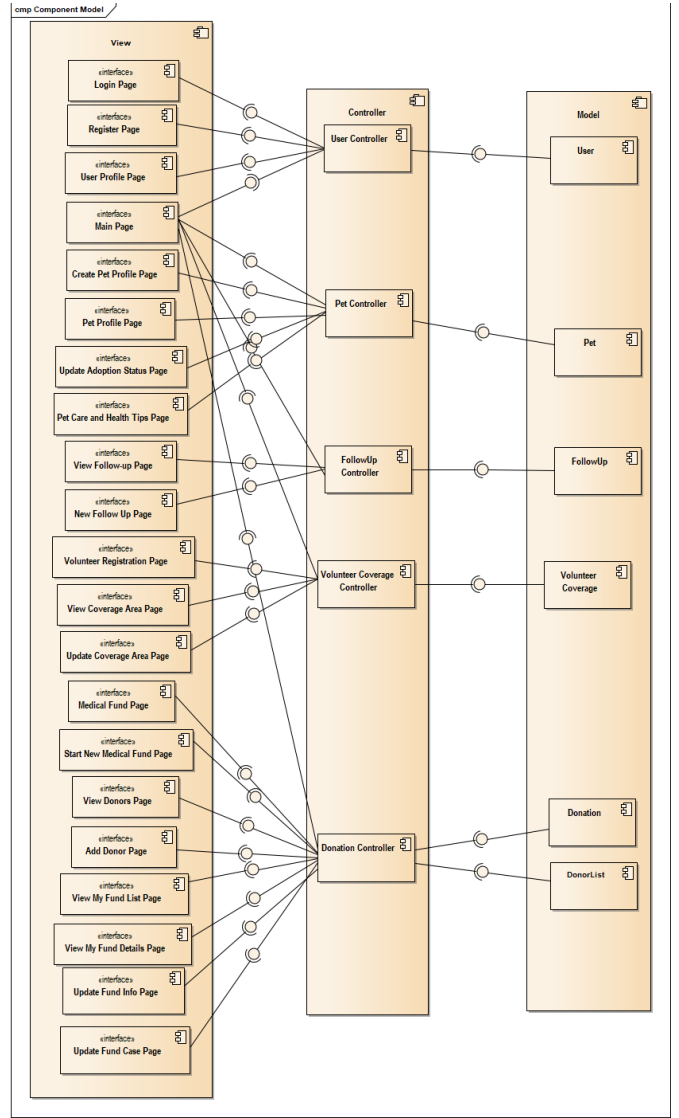 cmp Component Model
View
«interface»
Login Page
«interface»
Register Page
«interface»
User Profile Page
«interface»
Main Page
«interface»
Create Pet Profile Page
«interface»
Pet Profile Page
«interface»
Update Adoption Status Page
«interface»
Pet Care and Health Tips Page
«interface»
View Follow-up Page
«interface»
New Follow Up Page
«interface»
Volunteer Registration Page
«interface»
View Coverage Area Page
«interface»
Update Coverage Area Page
«interface»
Medical Fund Page
«interface»
Start New Medical Fund Page
«interface»
View Donors Page
«interface»
Add Donor Page
«interface»
View My Fund List Page
«interface»
View My Fund Details Page
«interface»
Update Fund Info Page
«interface»
Update Fund Case Page
Controller
User Controller
Pet Controller
FollowUp
Controller
Volunteer Coverage
Controller
Donation Controller
Model
User
Pet
FollowUp
Volunteer
Coverage
Donation
DonorList